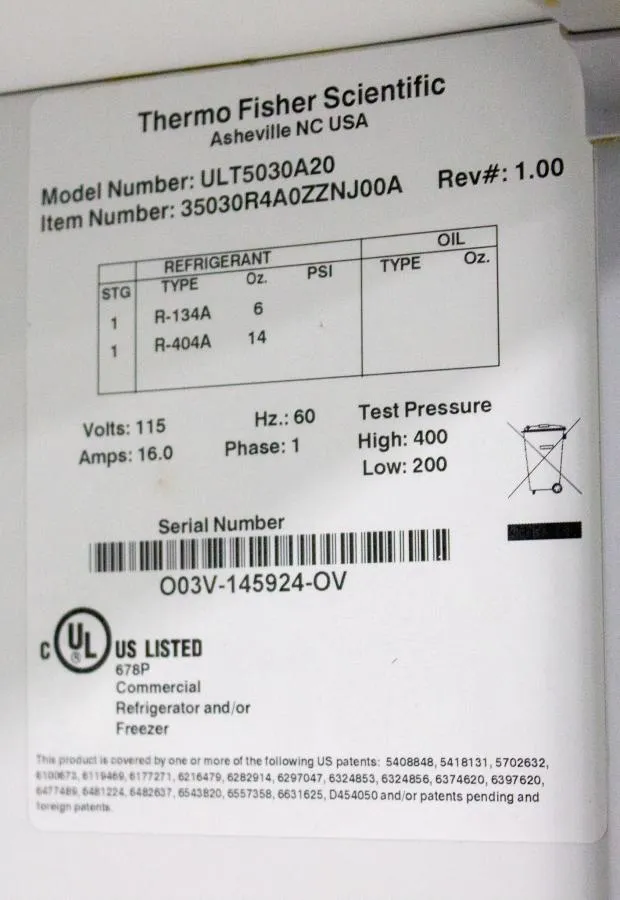 Thermo Fisher Scientific
Asheville NC USA
Model Number: ULT5030A20
Item Number: 35030R4A0ZZNJ00A Rev#: 1.00
REFRIGERANT OIL
STG TYPE Oz. PSI TYPE Oz.
1 R-134A 6
1 R-404A 14
Volts: 115 Hz.: 60 Test Pressure
Amps: 16.0 Phase: 1 High: 400
Low: 200
Serial Number
O03V-145924-OV
C UL ® US LISTED
678P
Commercial
Refrigerator and/or
Freezer
This product is covered by one or more of the following US patents: 5408848, 5418131, 5702632,
6100673, 6119469, 6177271, 6216479, 6282914, 6297047, 6324853, 6324856, 6374620, 6397620,
6477489, 6481224, 6482637, 6543820, 6557358, 6631625, D454050 and/or patents pending and
foreign patents.